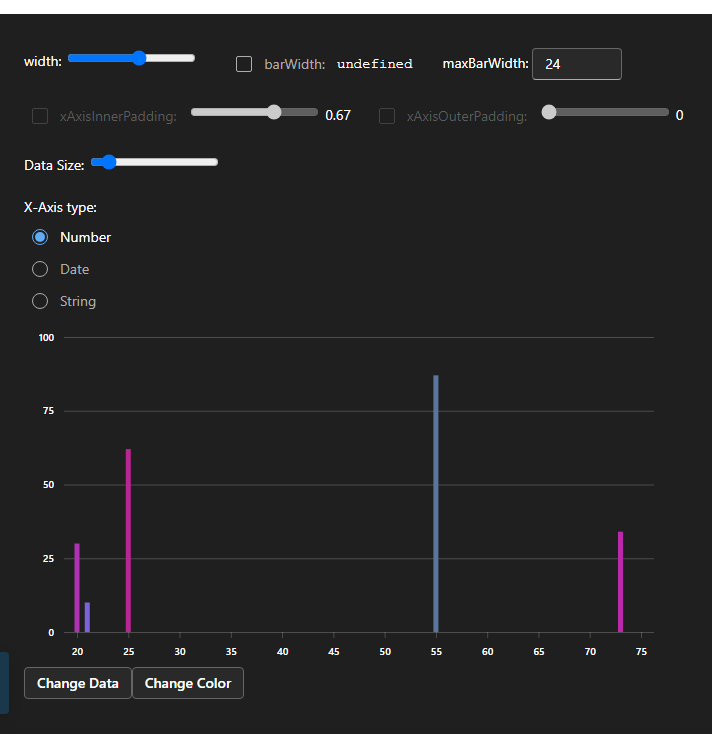 width: barWidth: undefined maxBarWidth: 24
xAxisInnerPadding: 0.67 xAxisOuterPadding: 0
Data Size:
X-Axis type:
Number
Date
String
100
75
50
25
0
20 25 30 35 40 45 50 55 60 65 70 75
Change Data Change Color